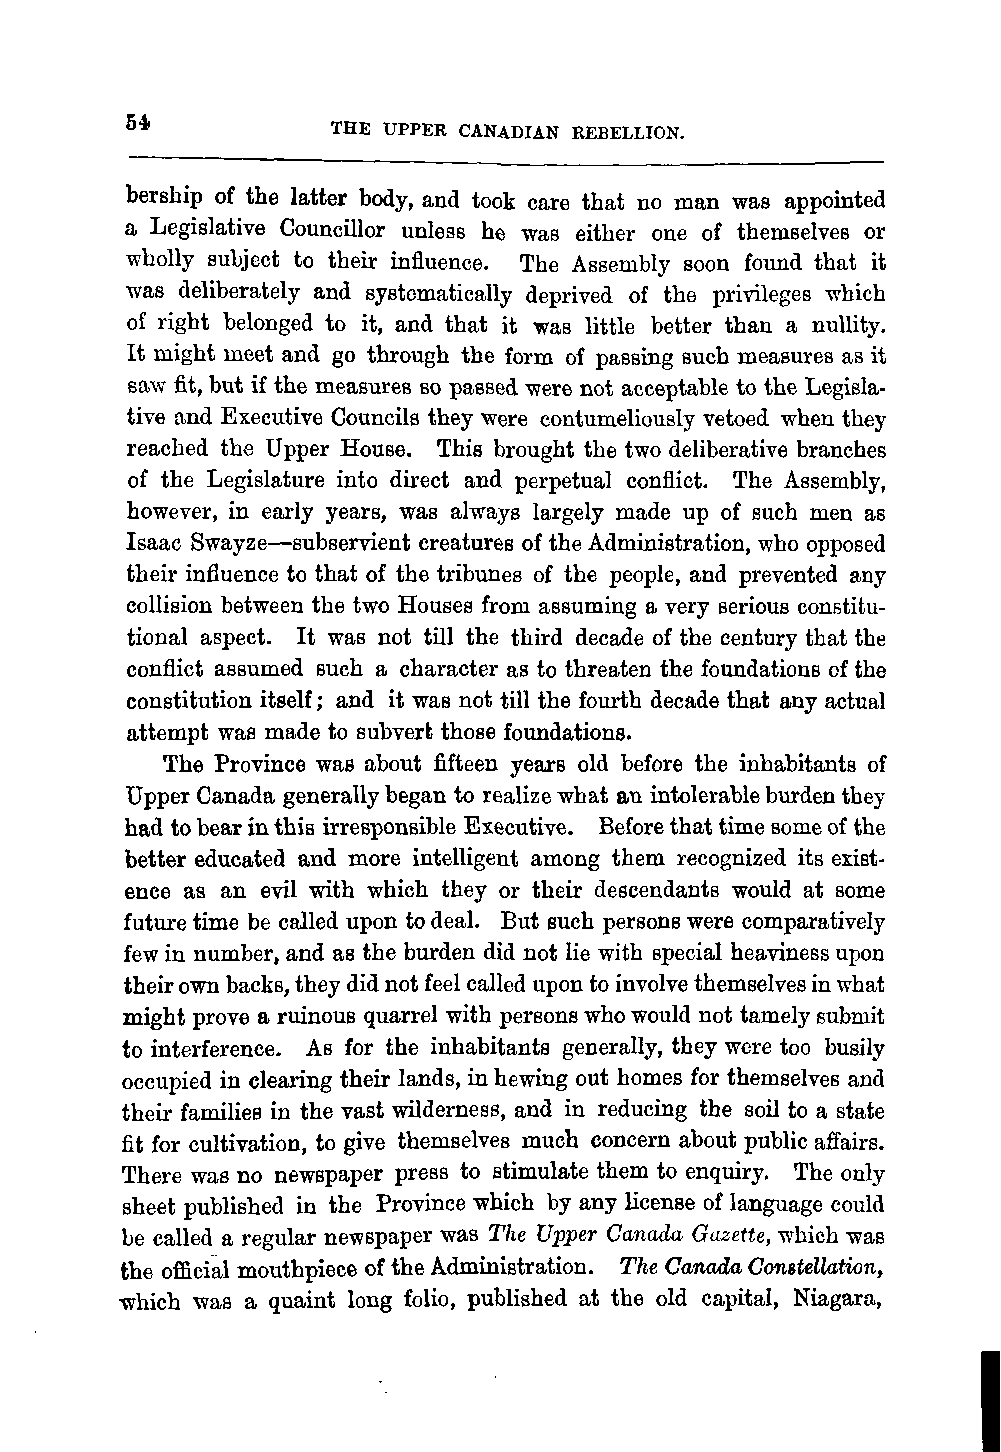 54
THE UPPER CANADIAN REBELLION.
bership of the latter body, and took care that no man was appointed
a Legislative Councillor unless he was either one of themselves or
wholly subject to their influence. The Assembly soon found that it
was deliberately and systematically deprived of the privileges which
of right belonged to it, and that it was little better than a nullity.
It might meet and go through the form of passing such measures as it
saw fit, but if the measures so passed were not acceptable to the Legisla-
tive and Executive Councils they were contumeliously vetoed when they
reached the Upper House. This brought the two deliberative branches
of the Legislature into direct and perpetual conflict. The Assembly,
however, in early years, was always largely made up of such men as
Isaac Swayze—subservient creatures of the Administration, who opposed
their influence to that of the tribunes of the people, and prevented any
collision between the two Houses from assuming a very serious constitu-
tional aspect. It was not till the third decade of the century that the
conflict assumed such a character as to threaten the foundations of the
constitution itself; and it was not till the fourth decade that any actual
attempt was made to subvert those foundations.
The Province was about fifteen years old before the inhabitants of
Upper Canada generally began to realize what an intolerable burden they
had to bear in this irresponsible Executive. Before that time some of the
better educated and more intelligent among them recognized its exist-
ence as an evil with which they or their descendants would at some
future time be called upon to deal. But such persons were comparatively
few in number, and as the burden did not lie with special heaviness upon
their own backs, they did not feel called upon to involve themselves in what
might prove a ruinous quarrel with persons who would not tamely submit
to interference. As for the inhabitants generally, they were too busily
occupied in clearing their lands, in hewing out homes for themselves and
their families in the vast wilderness, and in reducing the soil to a state
fit for cultivation, to give themselves much concern about public affairs.
There was no newspaper press to stimulate them to enquiry. The only
sheet published in the Province which by any license of language could
be called a regular newspaper was The Upper Canada Gazette, which was
the official mouthpiece of the Administration. The Canada Constellation,
which was a quaint long folio, published at the old capital, Niagara,